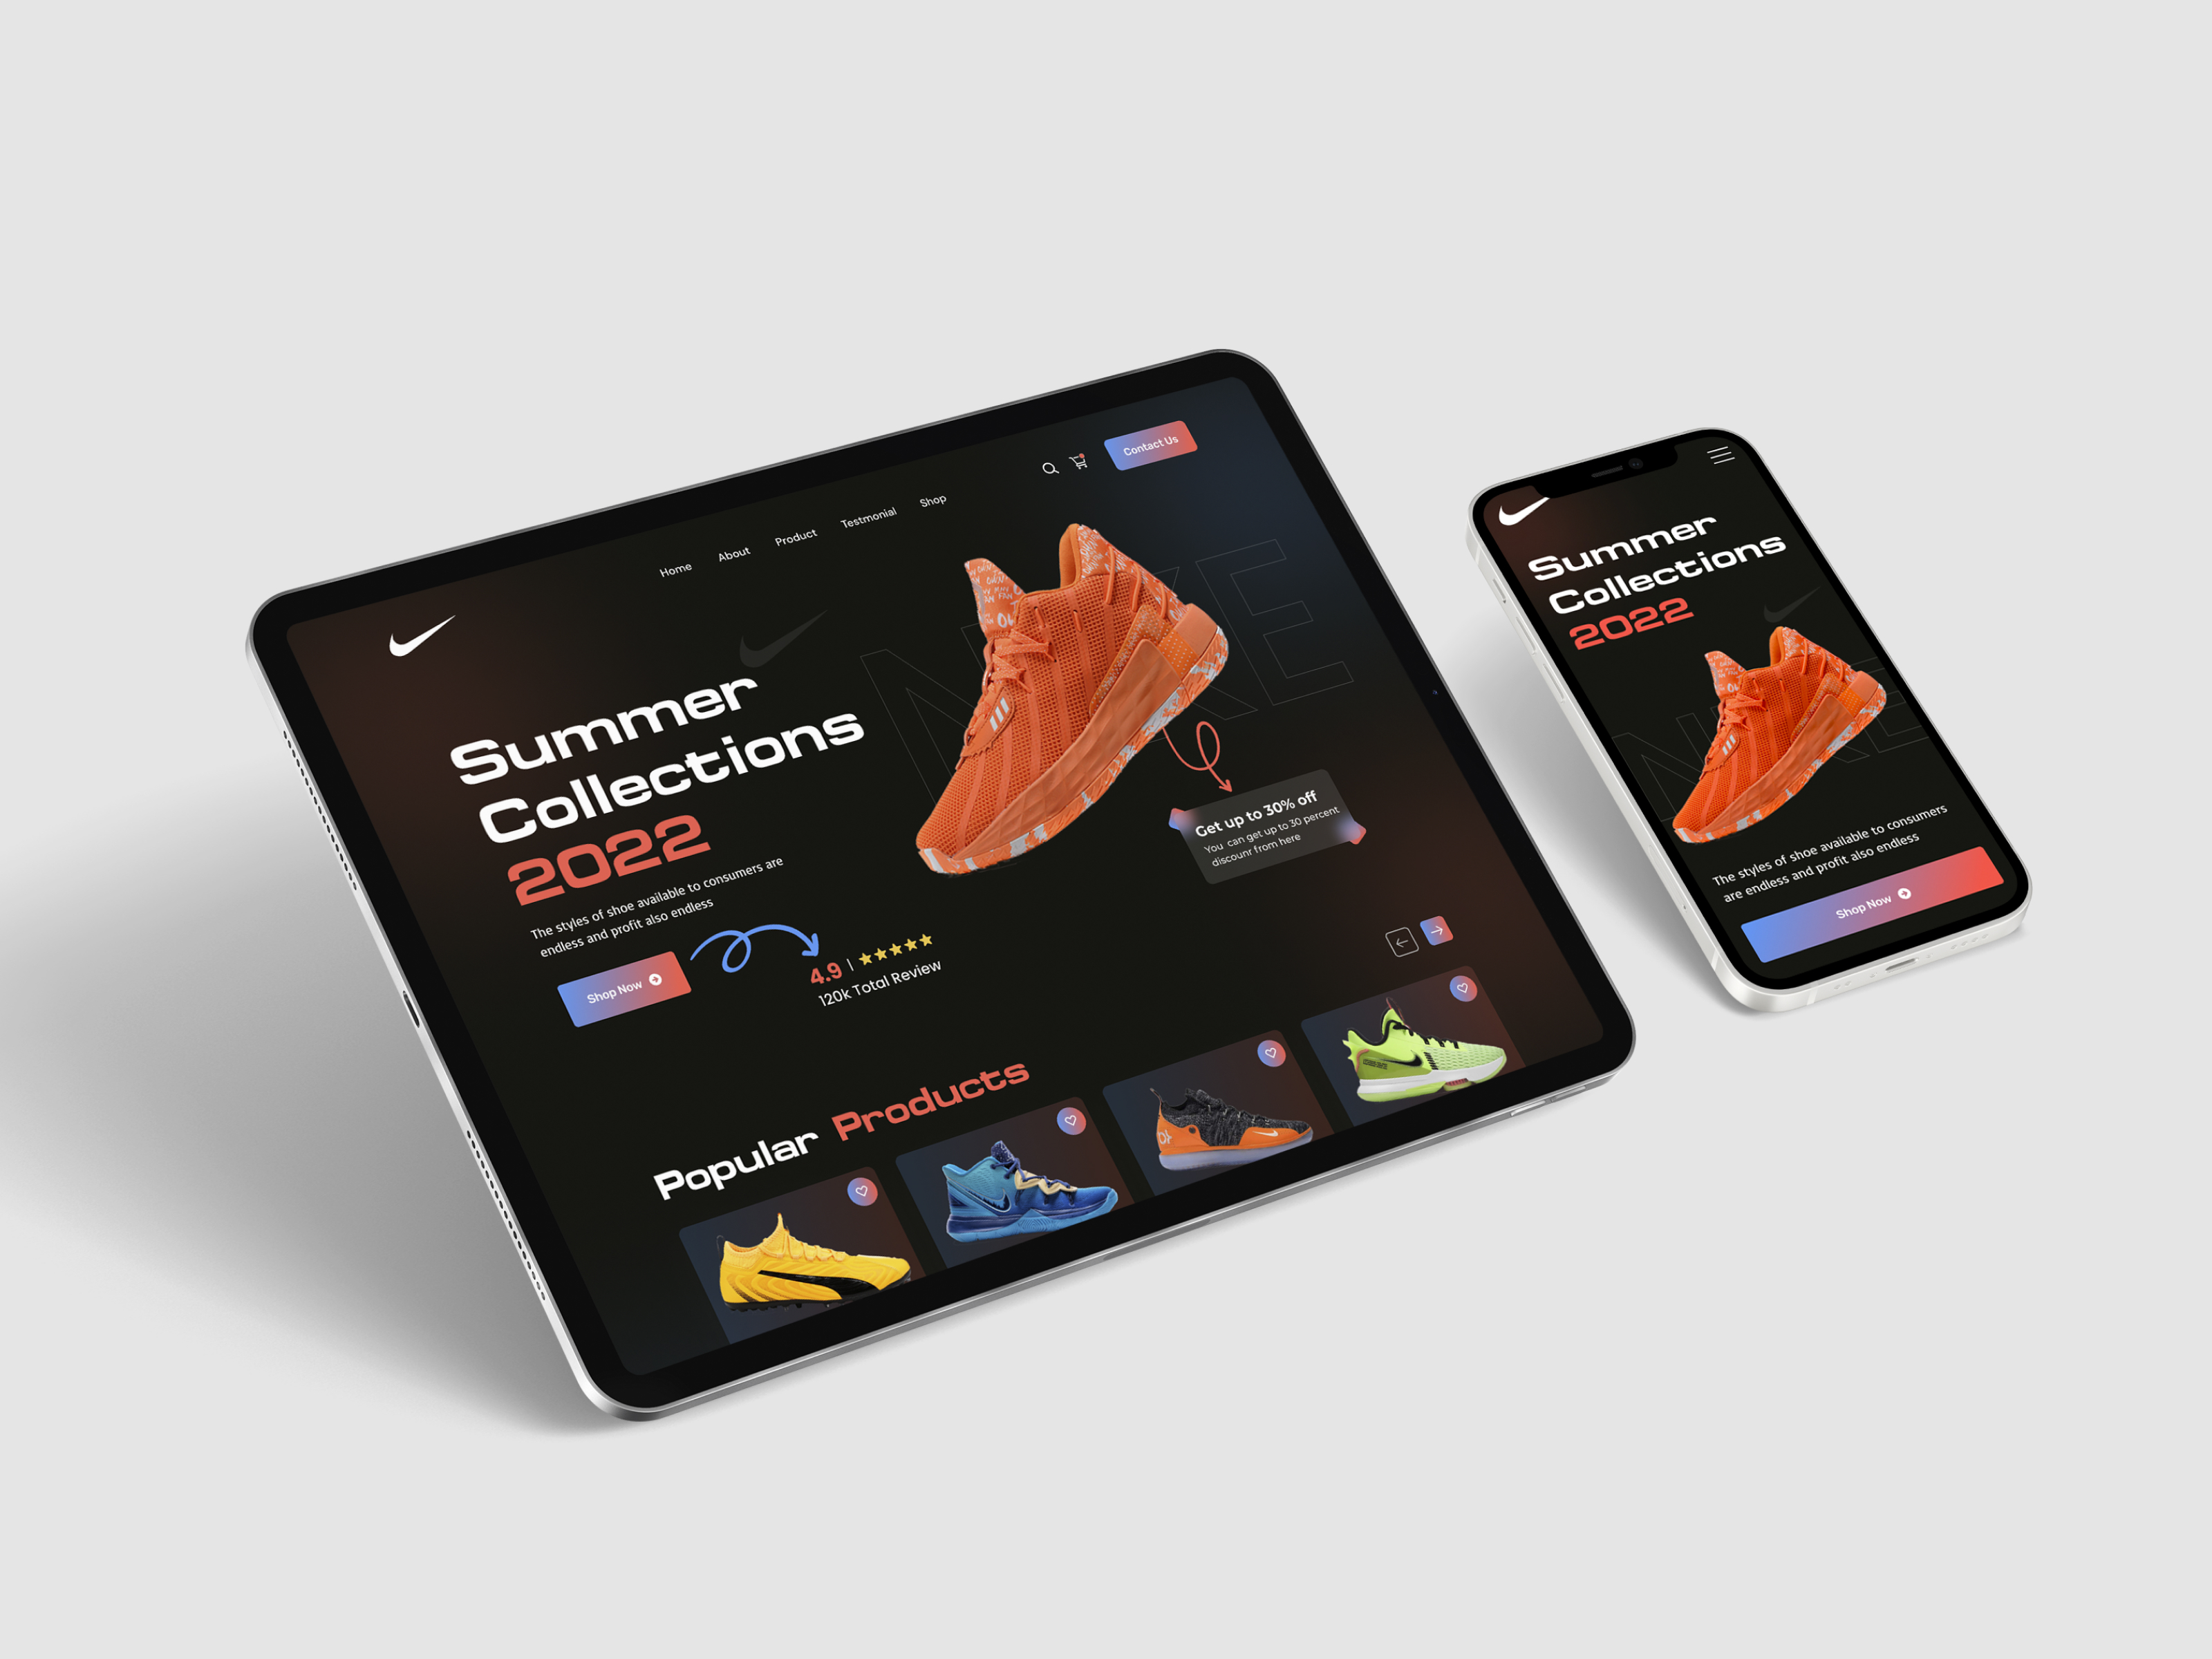 Home
About
Product
Testmonial
Shop
Contact Us
Summer
Collections
2022
The styles of shoe available to consumers are
endless and profit also endless
Shop Now
4.9 |
120k Total Review
NIKE
Get up to 30% off
You can get up to 30 percent
discounr from here
Popular Products
Summer
Collections
2022
NIKE
The styles of shoe available to consumers
are endless and profit also endless
Shop Now